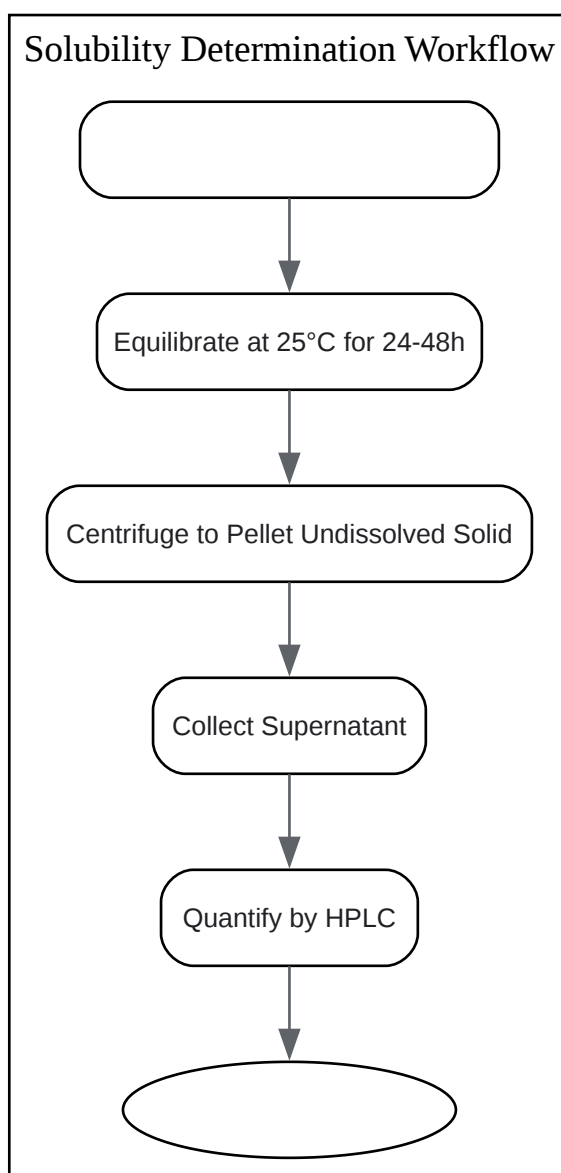 Solubility Determination Workflow
Equilibrate at 25°C for 24-48h
Centrifuge to Pellet Undissolved Solid
Collect Supernatant
Quantify by HPLC